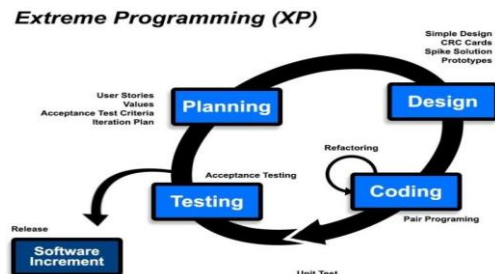 Extreme Programming (XP)
Simple Design
CRC Cards
Spike Solution
Prototypes
Planning
Design
User Stories
Values
Acceptance Test Criteria
Iteration Plan
Refactoring
Acceptance Testing
Testing
Coding
Pair Programing
Release
Software
Increment
Unit Test